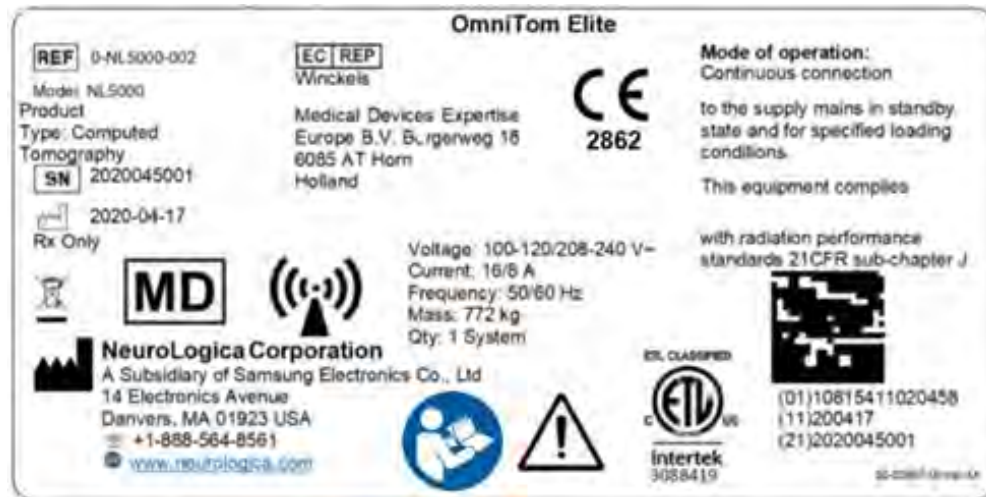 OmniTom Elite
REF 0-NL5000-002
Model NL5000
Product
Type: Computed
Tomography
SN 2020045001
2020-04-17
Rx Only
EC REP
Winckels
Medical Devices Expertise
Europe B.V. Burgerweg 16
6085 AT Horn
Holland
CE
2862
Mode of operation:
Continuous connection
to the supply mains in standby
state and for specified loading
conditions.
This equipment complies
with radiation performance
standards 21CFR sub-chapter J
MD
Voltage: 100-120/208-240 V~
Current: 16/8 A
Frequency: 50/60 Hz
Mass: 772 kg
Qty: 1 System
NeuroLogica Corporation
A Subsidiary of Samsung Electronics Co., Ltd
14 Electronics Avenue
Danvers, MA 01923 USA
+1-888-564-8561
www.neurologica.com
ETL CLASSIFIED
ETL
C US
Intertek
3088419
(01)10815411020458
(11)200417
(21)2020045001